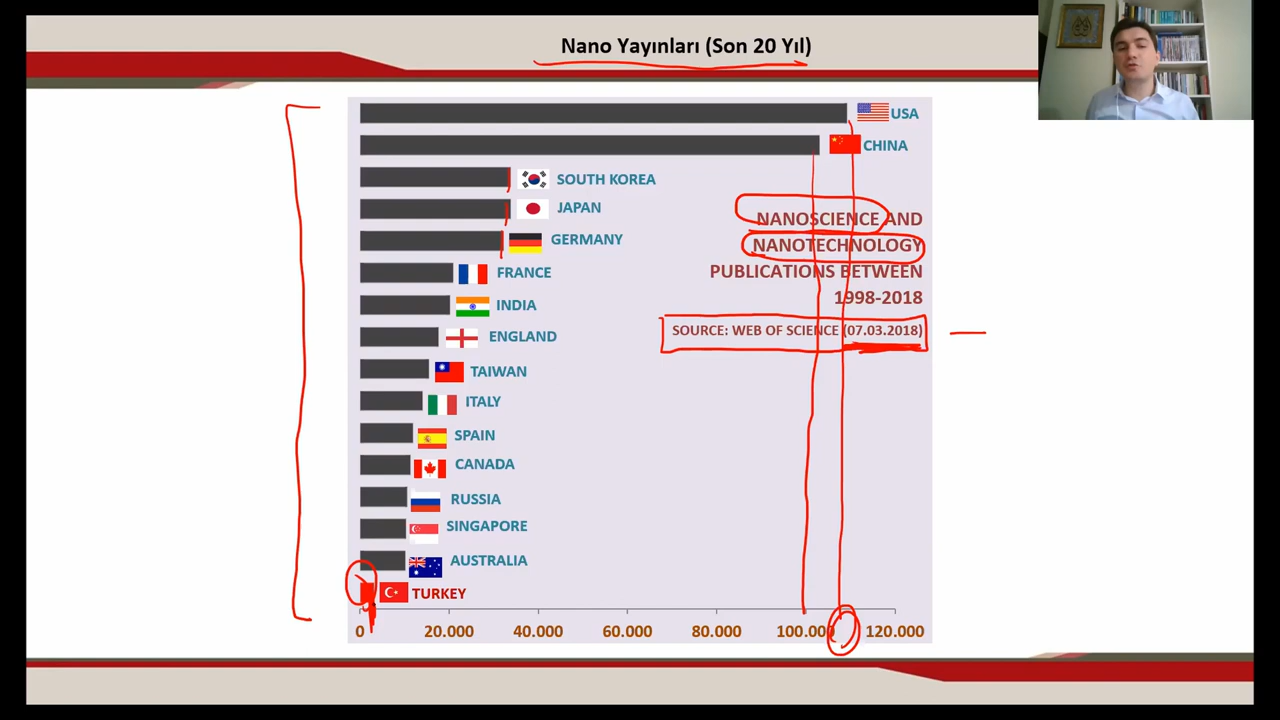 Nano Yayınları (Son 20 Yıl)
USA
CHINA
SOUTH KOREA
JAPAN
GERMANY
FRANCE
INDIA
ENGLAND
TAIWAN
ITALY
SPAIN
CANADA
RUSSIA
SINGAPORE
AUSTRALIA
TURKEY
NANOSCIENCE AND
NANOTECHNOLOGY
PUBLICATIONS BETWEEN
1998-2018
SOURCE: WEB OF SCIENCE (07.03.2018)
0 20.000 40.000 60.000 80.000 100.000 120.000